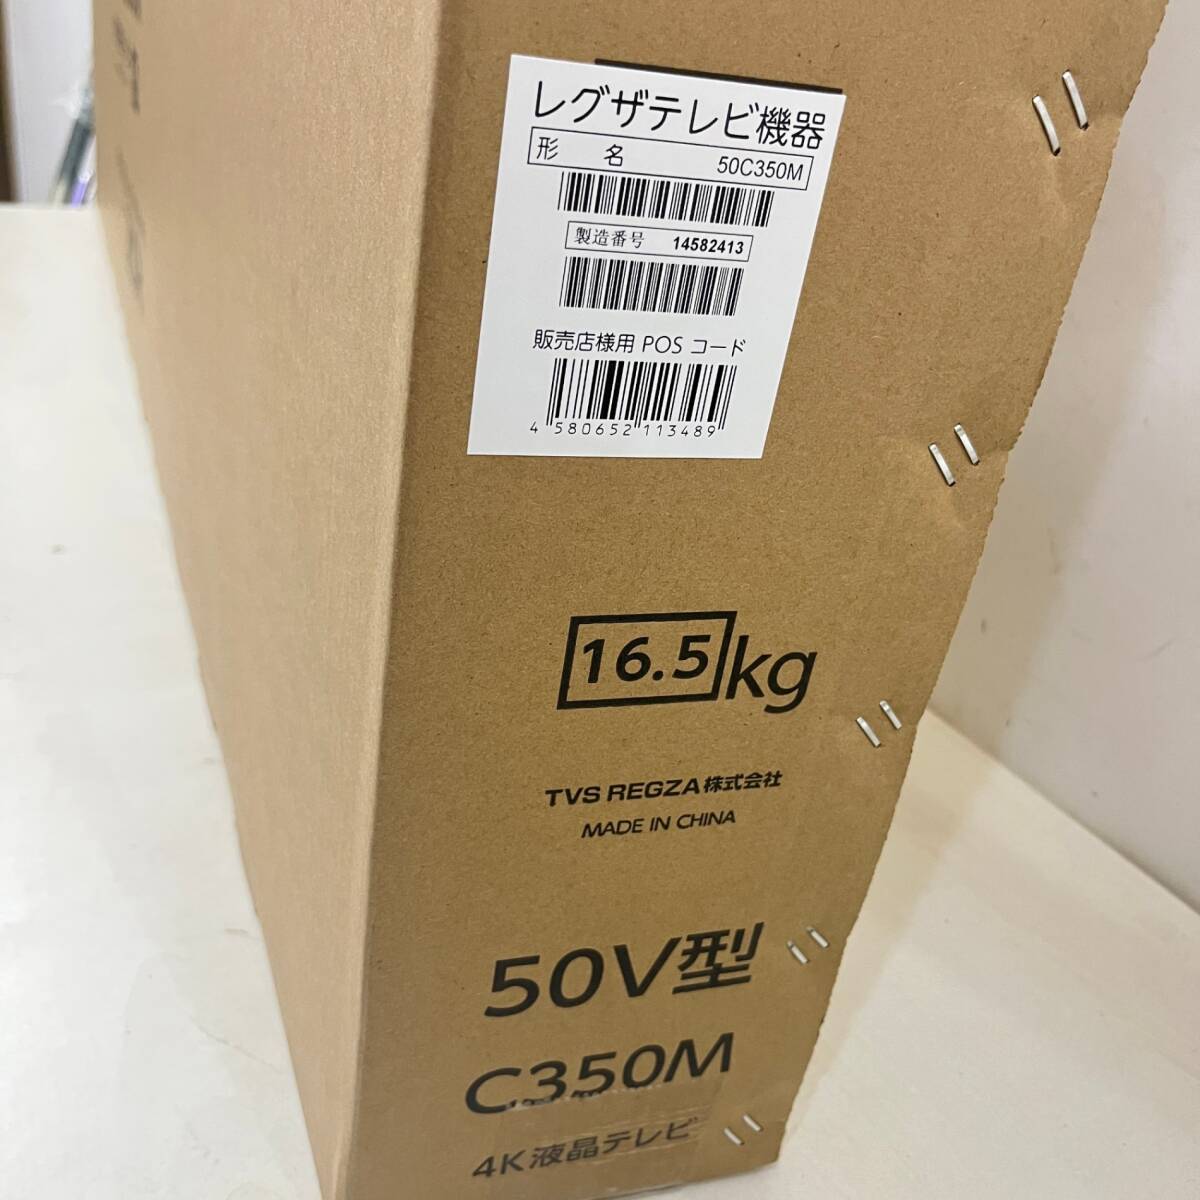 レグザテレビ機器
形 名 50C350M
製造番号 14582413
販売店様用 POS コード
4 580652 113489
16.5 kg
TVS REGZA株式会社
MADE IN CHINA
50V型
C350M
4K液晶テレビ